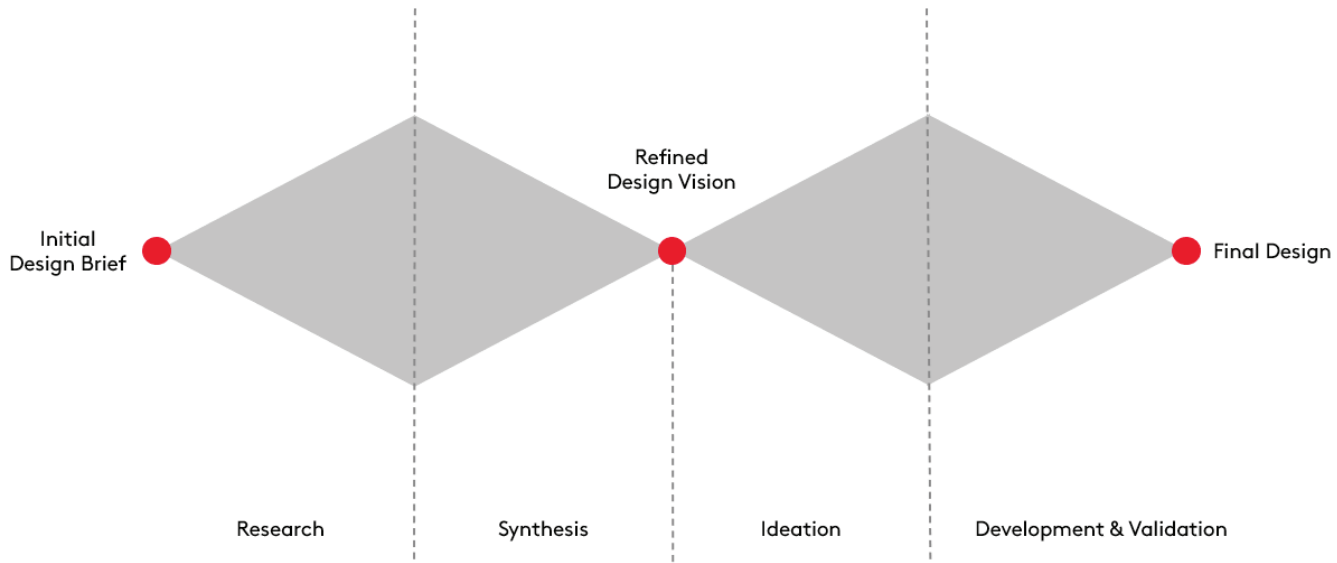 Refined
Design Vision
Initial
Design Brief
Final Design
Research
Synthesis
Ideation
Development & Validation